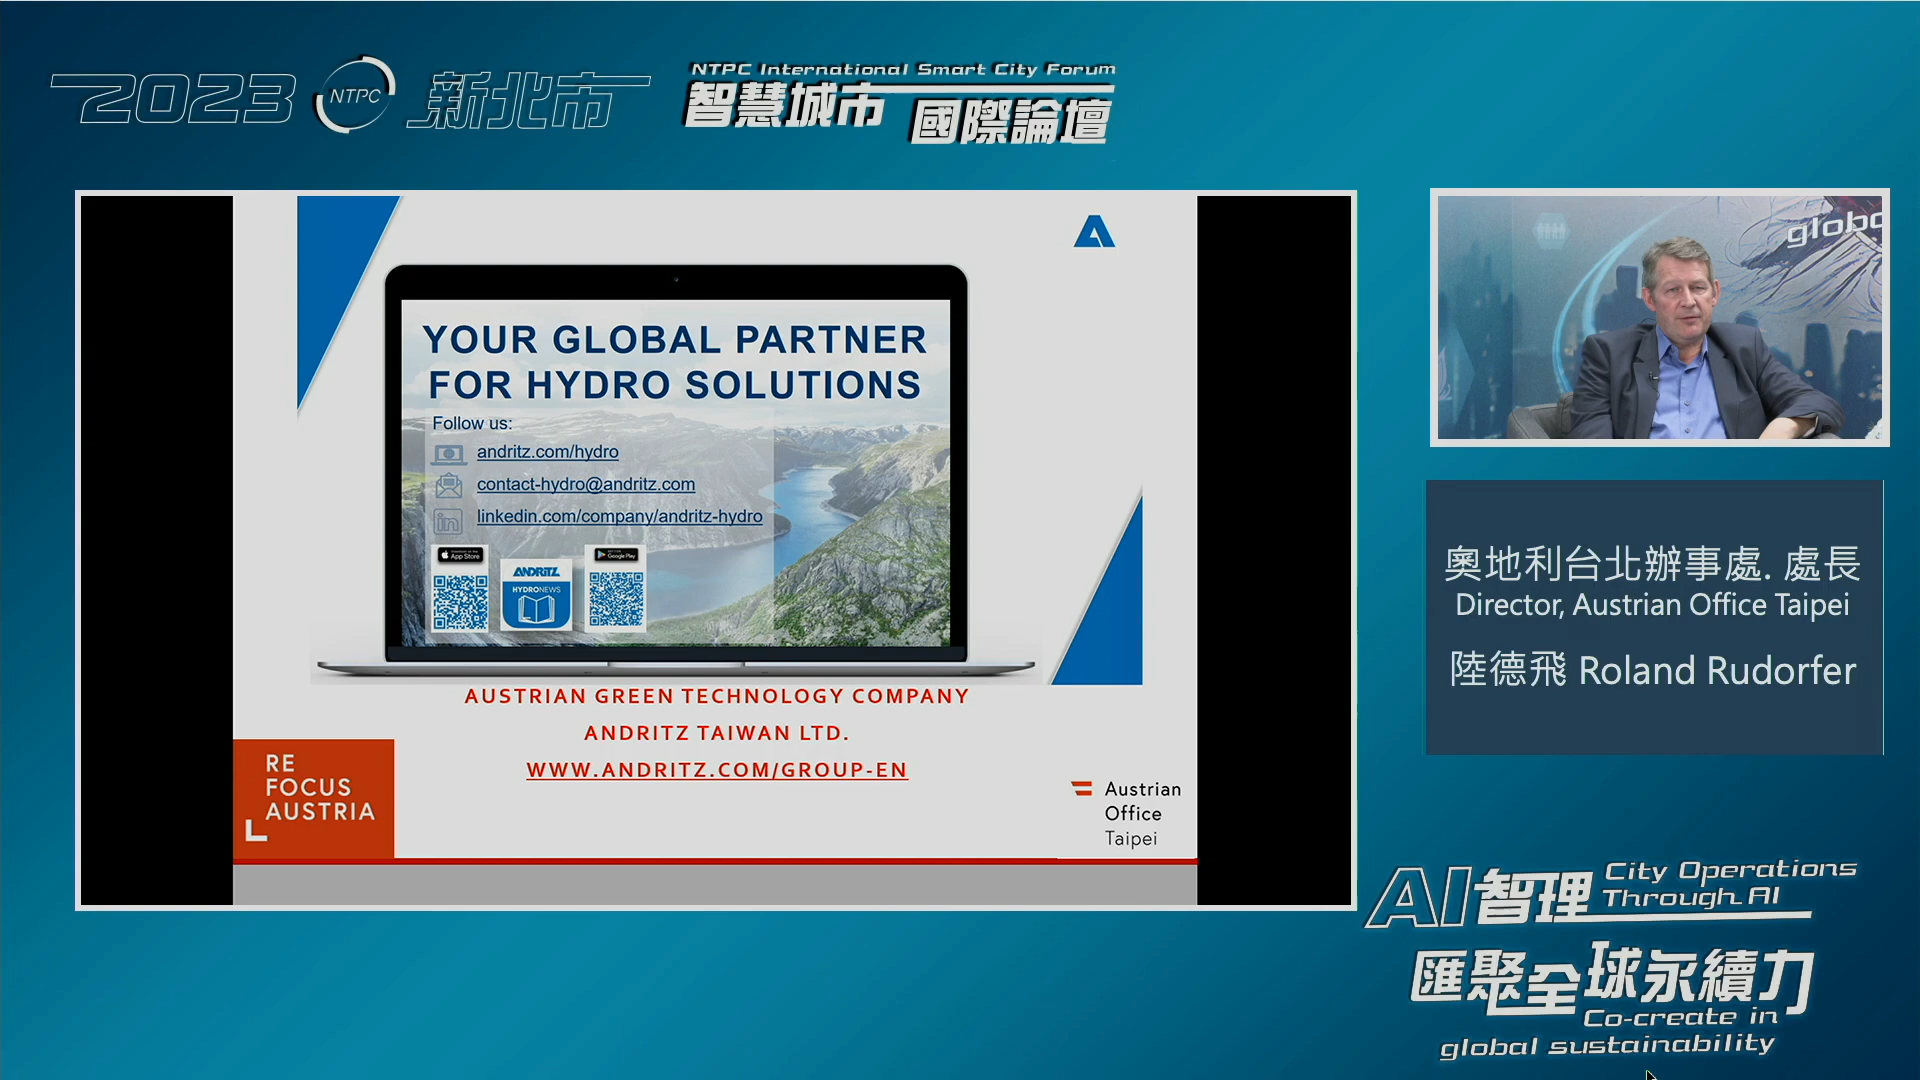 2023 NTPC 新北市
NTPC International Smart City Forum
智慧城市 國際論壇
YOUR GLOBAL PARTNER
FOR HYDRO SOLUTIONS
Follow us:
andritz.com/hydro
contact-hydro@andritz.com
linkedin.com/company/andritz-hydro
App Store
Google Play
ANDRITZ
HYDRONEWS
AUSTRIAN GREEN TECHNOLOGY COMPANY
ANDRITZ TAIWAN LTD.
WWW.ANDRITZ.COM/GROUP-EN
RE
FOCUS
AUSTRIA
Austrian
Office
Taipei
globa
奧地利台北辦事處. 處長
Director, Austrian Office Taipei
陸德飛 Roland Rudorfer
AI智理 City Operations
Through AI
匯聚全球永續力
Co-create in
global sustainability